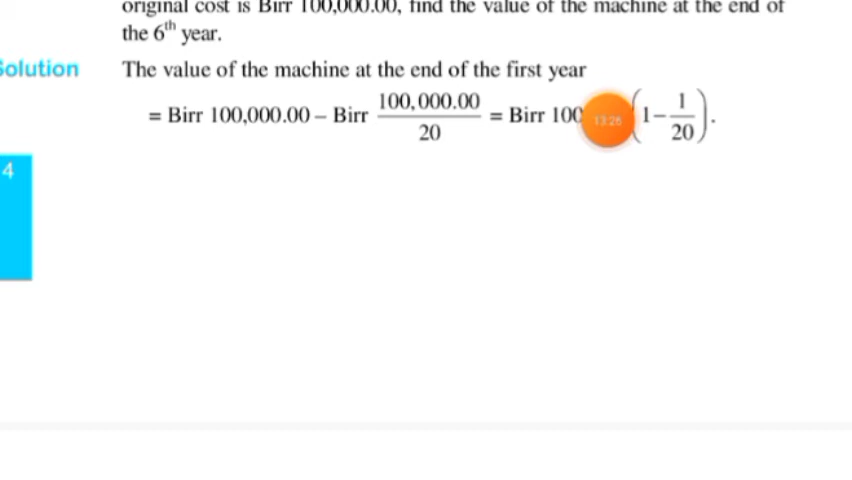 original cost is Birr 100,000.00, find the value of the machine at the end of
the 6th year.
Solution The value of the machine at the end of the first year
= Birr 100,000.00 – Birr 100,000.00/20 = Birr 100 13:26 (1 – 1/20).
4